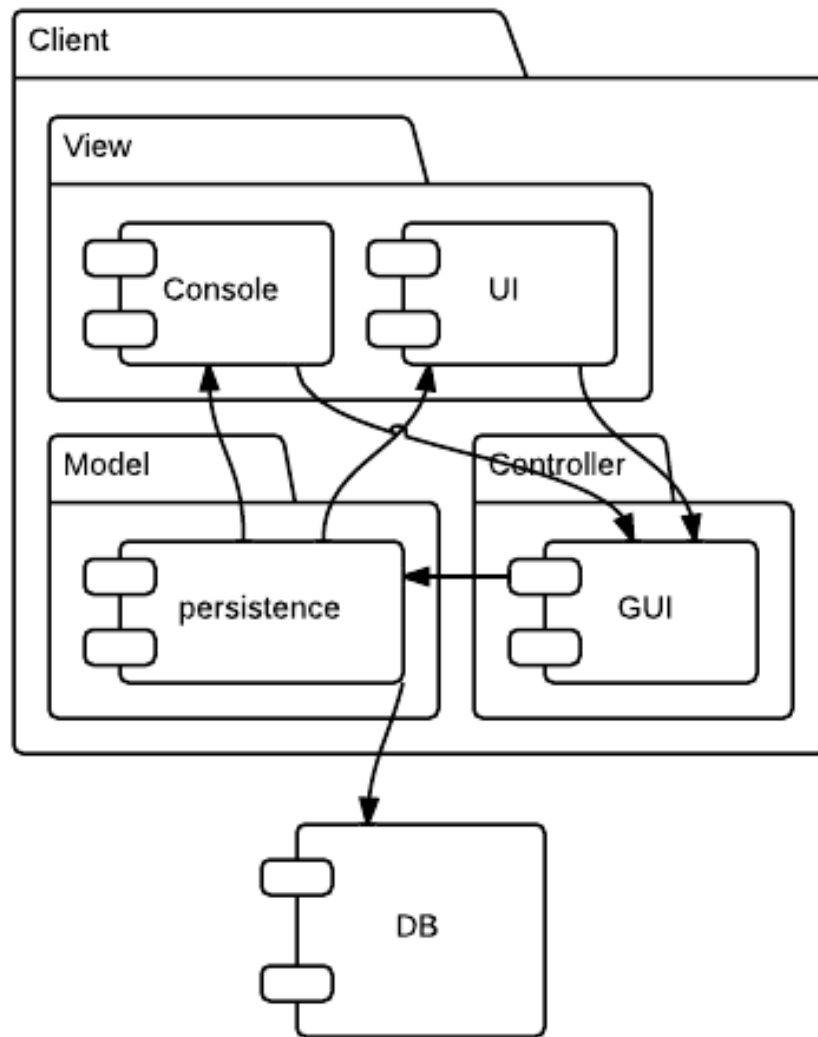 Client
View
Console
UI
Model
Controller
persistence
GUI
DB